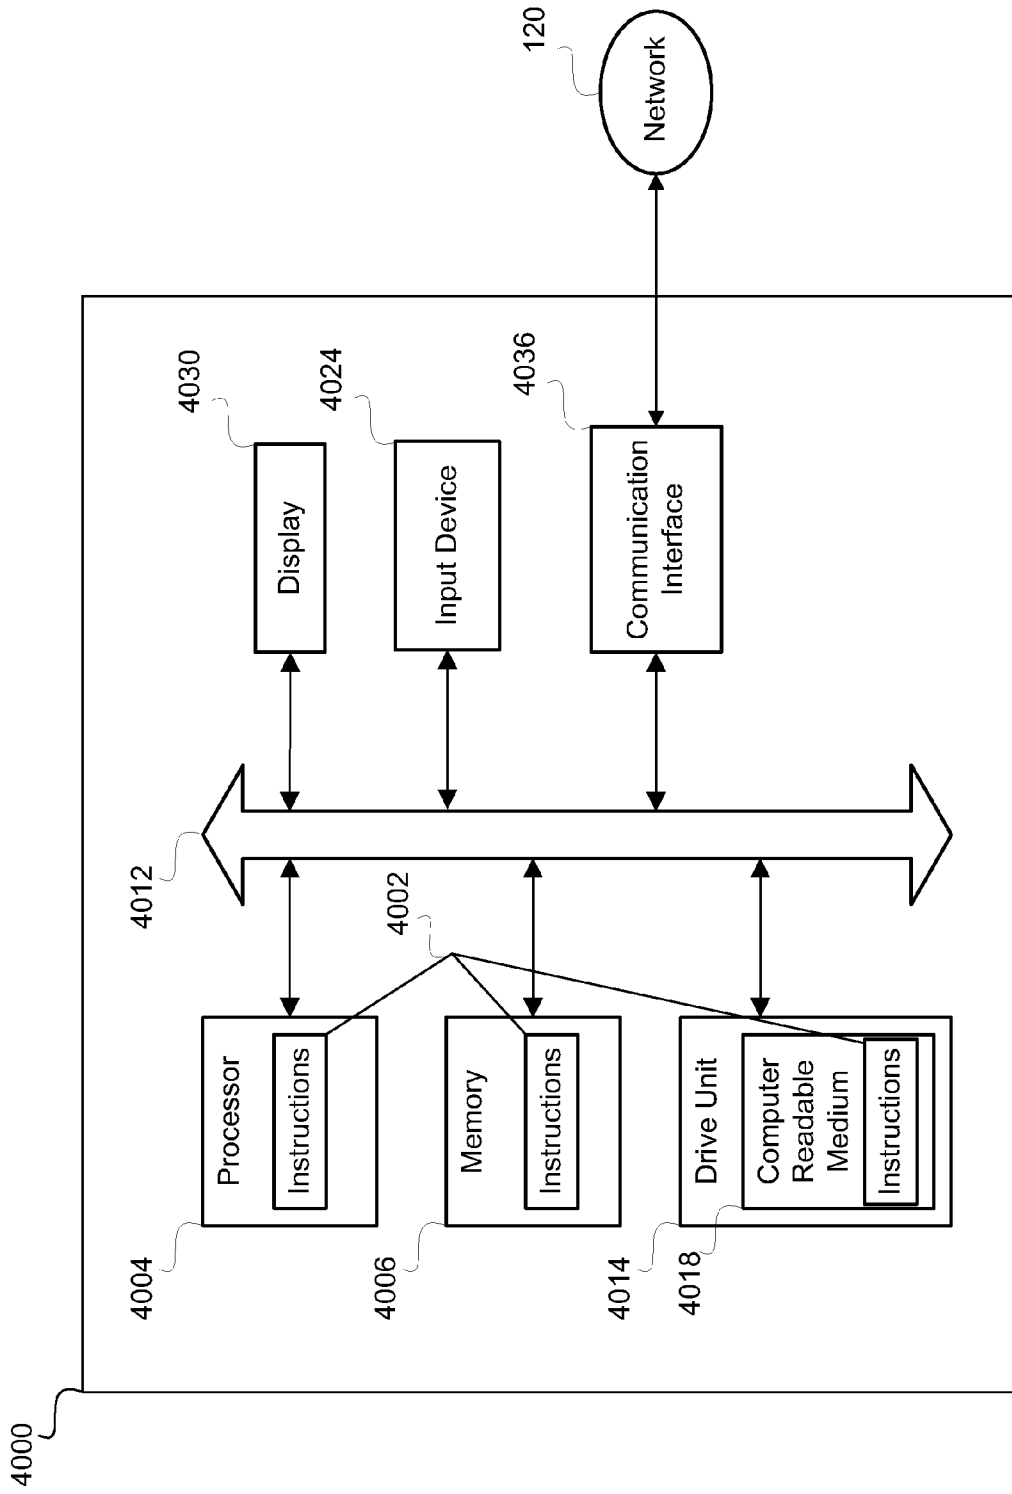 4000
4004
Processor
Instructions
4006
Memory
Instructions
4014
Drive Unit
4018
Computer
Readable
Medium
Instructions
4002
4012
4030
Display
4024
Input Device
4036
Communication
Interface
120
Network